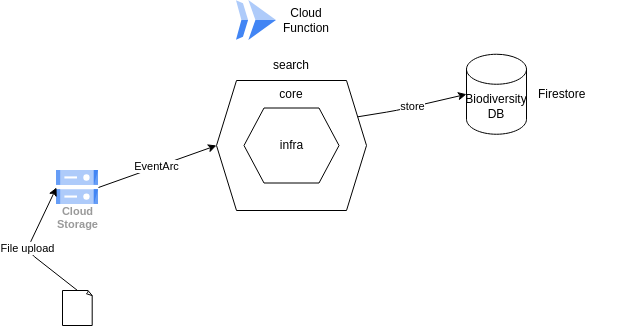 Cloud
Function
search
core
infra
store
Biodiversity
DB
Firestore
EventArc
Cloud
Storage
File upload